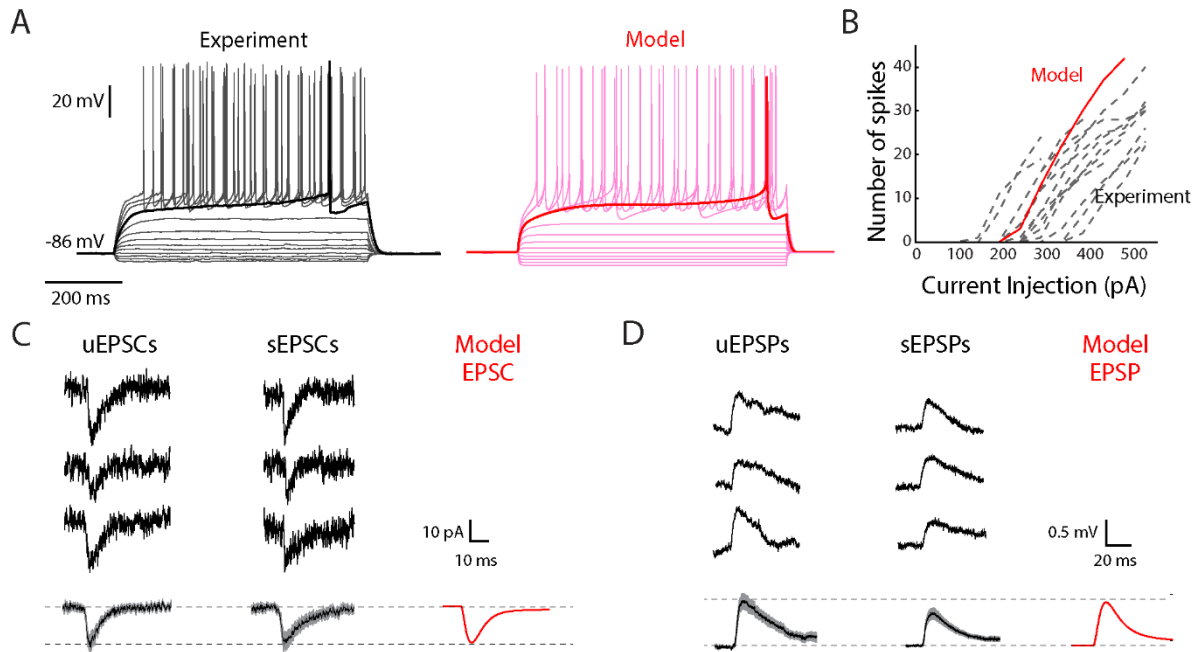 A
Experiment
Model
20 mV
-86 mV
200 ms
B
Number of spikes
40
30
20
10
0
0
100
200
300
400
500
Model
Experiment
Current Injection (pA)
C
uEPSCs
sEPSCs
Model
EPSC
10 pA
10 ms
D
uEPSPs
sEPSPs
Model
EPSP
0.5 mV
20 ms